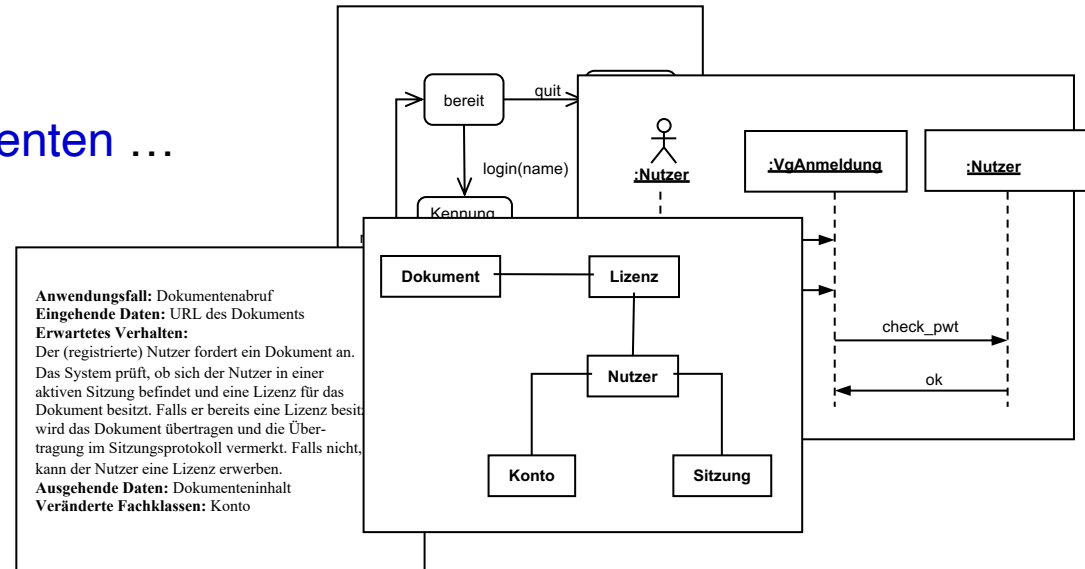 enten …
bereit
quit
login(name)
Kennung
:Nutzer
:VgAnmeldung
:Nutzer
check_pwt
ok
Dokument
Lizenz
Nutzer
Konto
Sitzung
Anwendungsfall: Dokumentenabruf
Eingehende Daten: URL des Dokuments
Erwartetes Verhalten:
Der (registrierte) Nutzer fordert ein Dokument an.
Das System prüft, ob sich der Nutzer in einer
aktiven Sitzung befindet und eine Lizenz für das
Dokument besitzt. Falls er bereits eine Lizenz besit
wird das Dokument übertragen und die Über-
tragung im Sitzungsprotokoll vermerkt. Falls nicht,
kann der Nutzer eine Lizenz erwerben.
Ausgehende Daten: Dokumenteninhalt
Veränderte Fachklassen: Konto